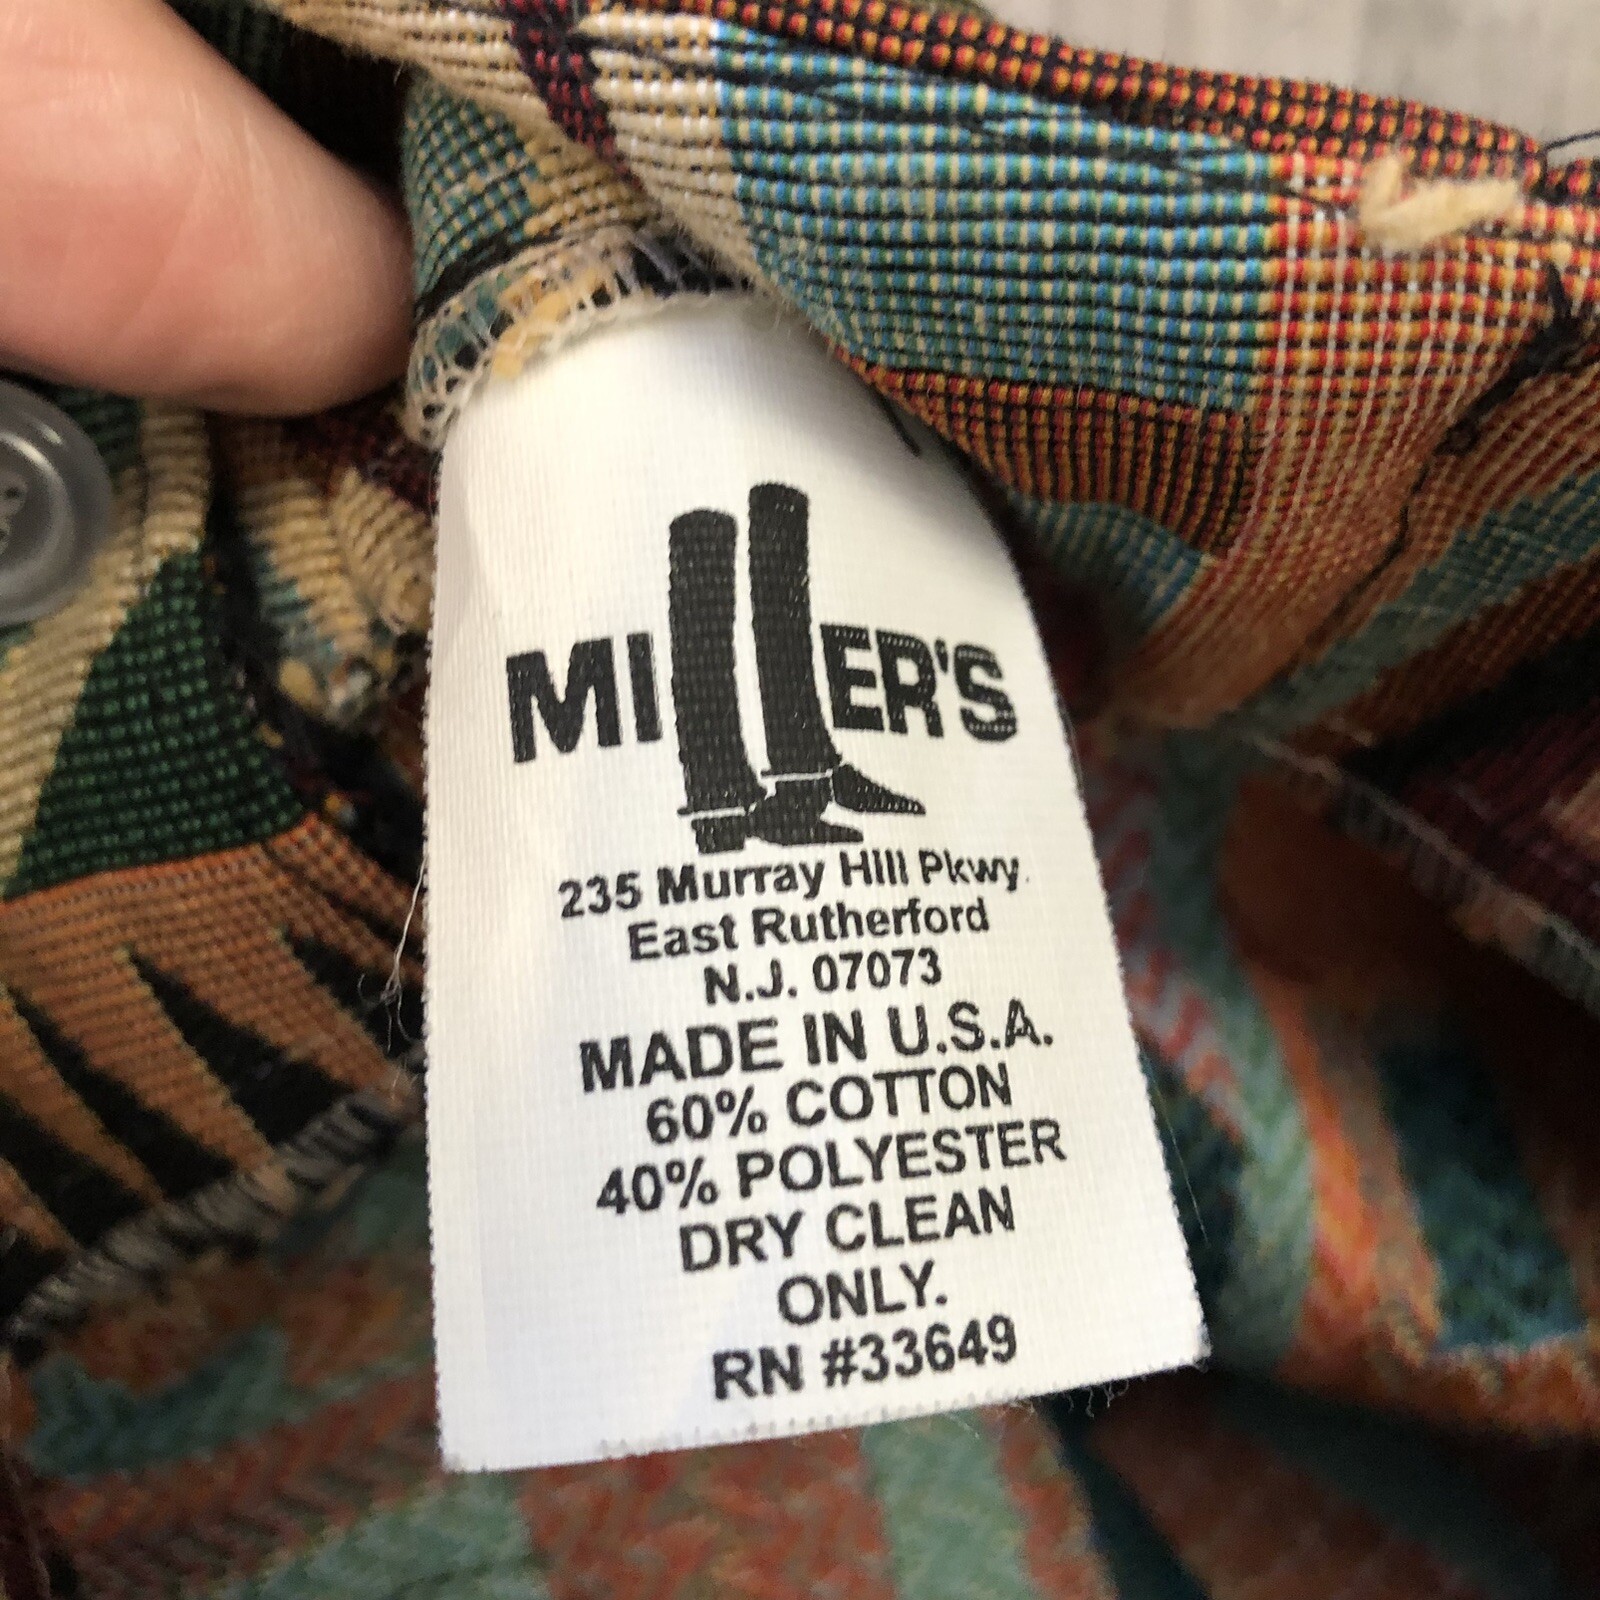 MILLER'S
235 Murray Hill Pkwy.
East Rutherford
N.J. 07073
MADE IN U.S.A.
60% COTTON
40% POLYESTER
DRY CLEAN
ONLY.
RN #33649